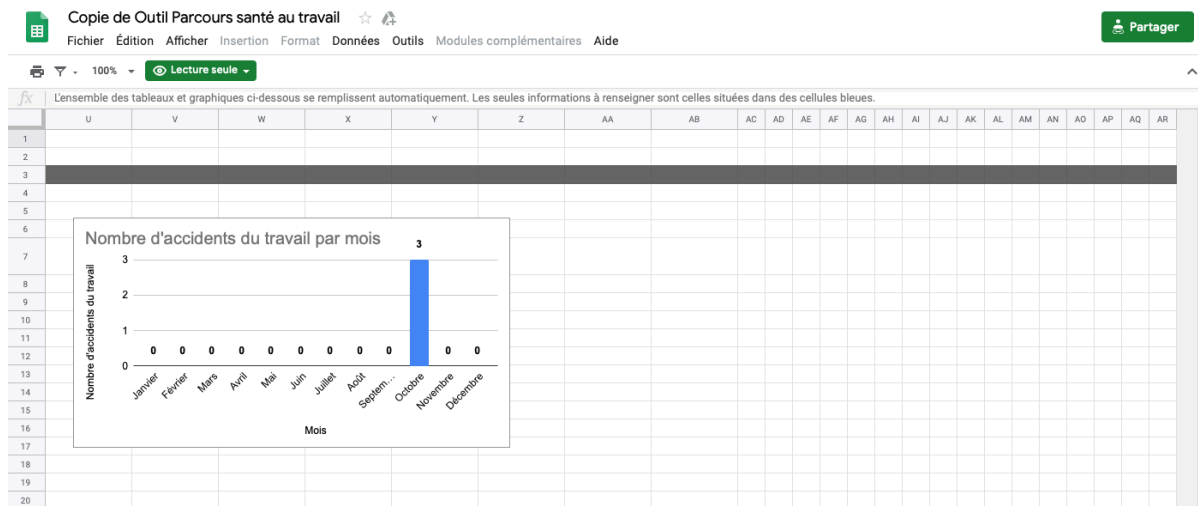 Copie de Outil Parcours santé au travail
Fichier Édition Afficher Insertion Format Données Outils Modules complémentaires Aide
Partager
100% Lecture seule
fx L'ensemble des tableaux et graphiques ci-dessous se remplissent automatiquement. Les seules informations à renseigner sont celles situées dans des cellules bleues.
U V W X Y Z AA AB AC AD AE AF AG AH AI AJ AK AL AM AN AO AP AQ AR
1
2
3
4
5
6
7
8
9
10
11
12
13
14
15
16
17
18
19
20
Nombre d'accidents du travail par mois
Nombre d'accidents du travail
3
2
1
0
0 0 0 0 0 0 0 0 0 3 0 0
Janvier Février Mars Avril Mai Juin Juillet Août Septem... Octobre Novembre Décembre
Mois